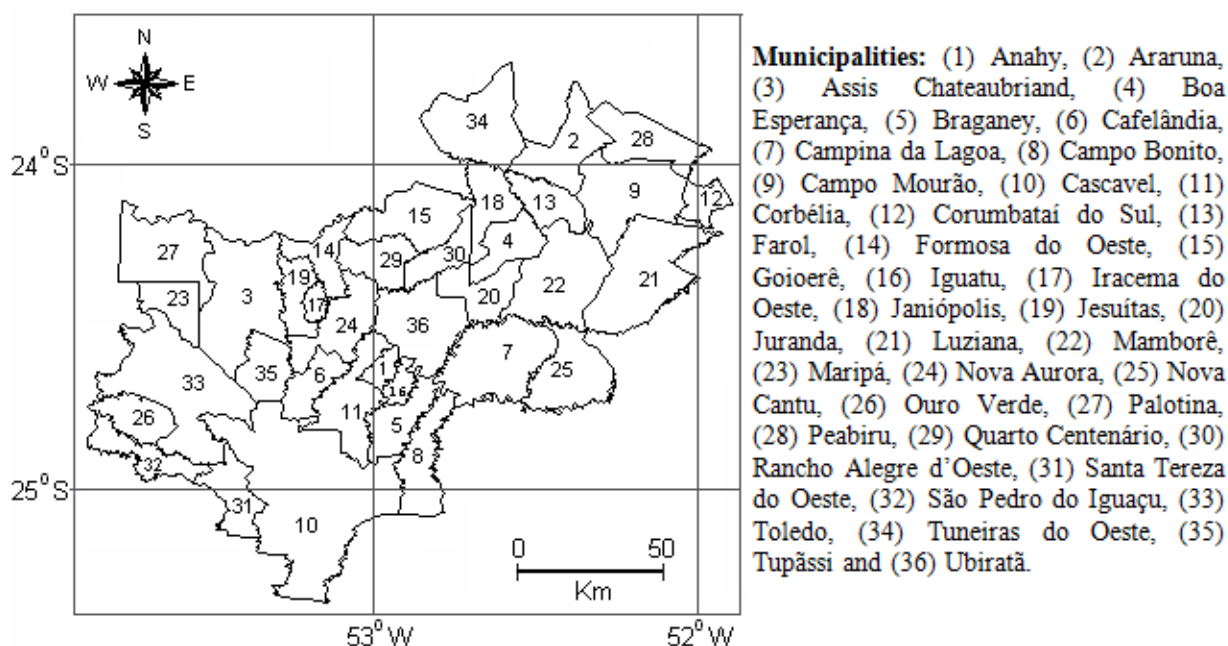 N
W E
S
34
2
28
24⁰ S
9
12
18
13
15
4
14
27
30
29
22
21
19
3
23
17
20
24
36
7
25
35
6
1
33
16
11
26
5
8
32
25⁰ S
31
10
0 50
Km
53⁰ W 52⁰ W
Municipalities: (1) Anahy, (2) Araruna,
(3) Assis Chateaubriand, (4) Boa
Esperança, (5) Braganey, (6) Cafelândia,
(7) Campina da Lagoa, (8) Campo Bonito,
(9) Campo Mourão, (10) Cascavel, (11)
Corbélia, (12) Corumbataí do Sul, (13)
Farol, (14) Formosa do Oeste, (15)
Goioerê, (16) Iguatu, (17) Iracema do
Oeste, (18) Janiópolis, (19) Jesuítas, (20)
Juranda, (21) Luziana, (22) Mamborê,
(23) Maripá, (24) Nova Aurora, (25) Nova
Cantu, (26) Ouro Verde, (27) Palotina,
(28) Peabiru, (29) Quarto Centenário, (30)
Rancho Alegre d’Oeste, (31) Santa Tereza
do Oeste, (32) São Pedro do Iguaçu, (33)
Toledo, (34) Tuneiras do Oeste, (35)
Tupãssi and (36) Ubiratã.